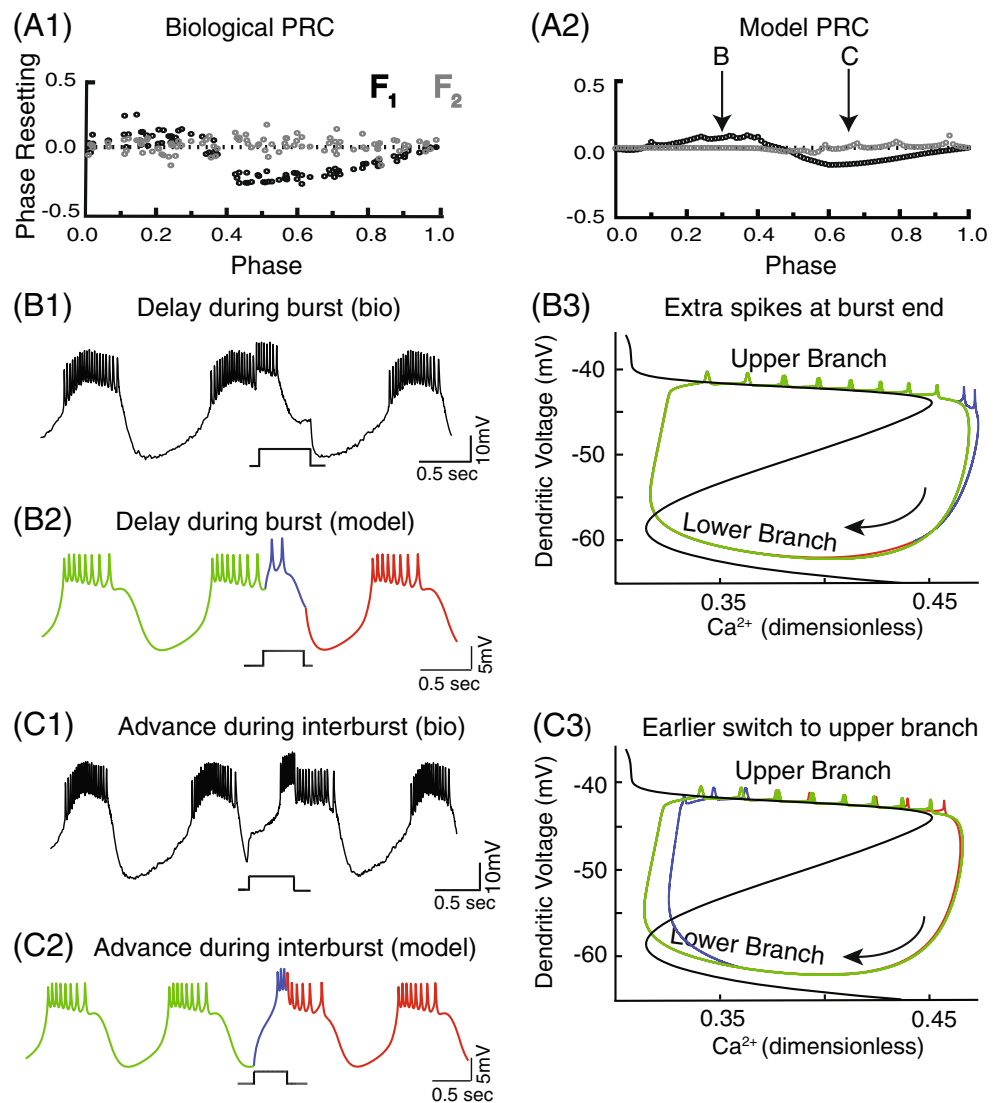 (A1) Biological PRC
F1 F2
Phase Resetting
0.5
0.0
-0.5
0.0 0.2 0.4 0.6 0.8 1.0
Phase
(A2) Model PRC
B C
0.5
0.0
-0.5
0.0 0.2 0.4 0.6 0.8 1.0
Phase
(B1) Delay during burst (bio)
10mV
0.5 sec
(B2) Delay during burst (model)
5mV
0.5 sec
(B3) Extra spikes at burst end
Upper Branch
Lower Branch
Dendritic Voltage (mV)
-40
-50
-60
0.35 0.45
Ca2+ (dimensionless)
(C1) Advance during interburst (bio)
10mV
0.5 sec
(C2) Advance during interburst (model)
5mV
0.5 sec
(C3) Earlier switch to upper branch
Upper Branch
Lower Branch
Dendritic Voltage (mV)
-40
-50
-60
0.35 0.45
Ca2+ (dimensionless)